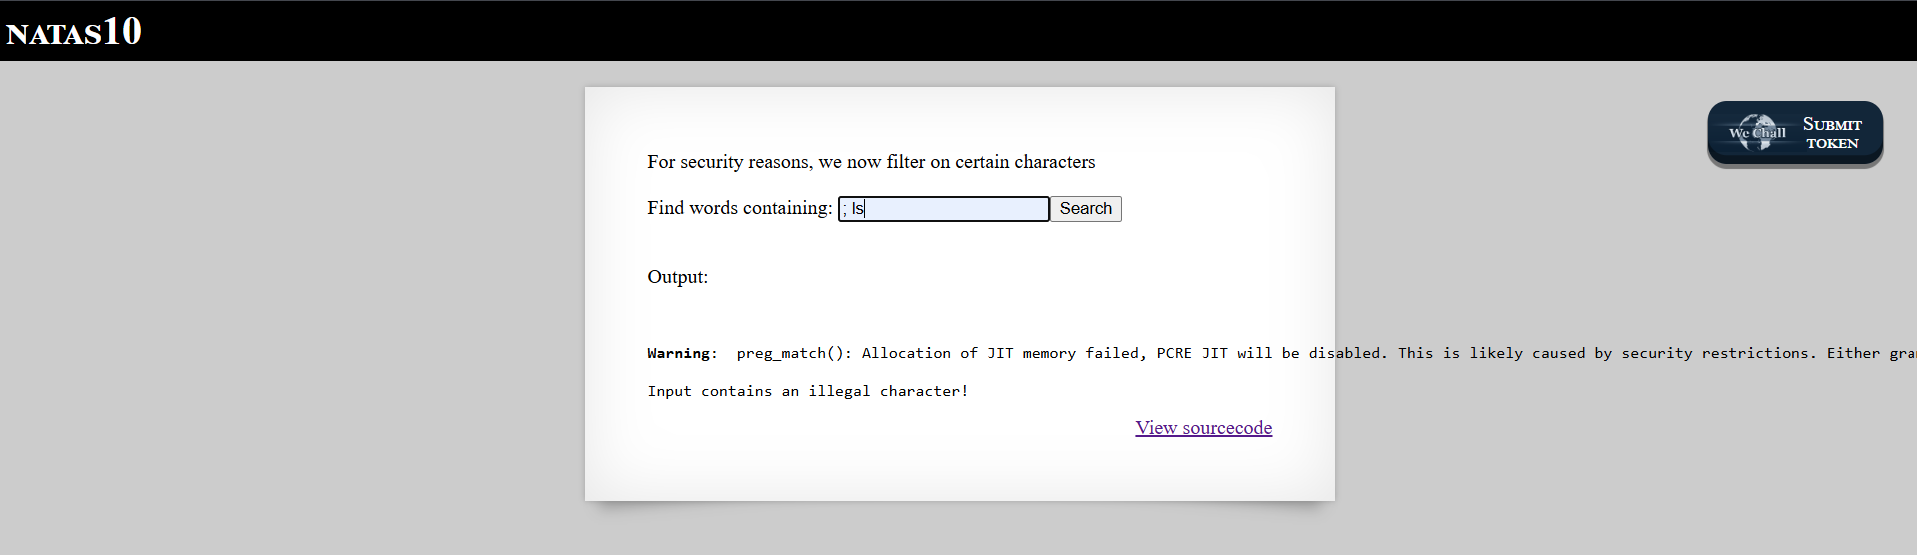 NATAS10
We Chall SUBMIT
TOKEN
For security reasons, we now filter on certain characters
Find words containing: ; ls Search
Output:
Warning: preg_match(): Allocation of JIT memory failed, PCRE JIT will be disabled. This is likely caused by security restrictions. Either
Input contains an illegal character!
View sourcecode